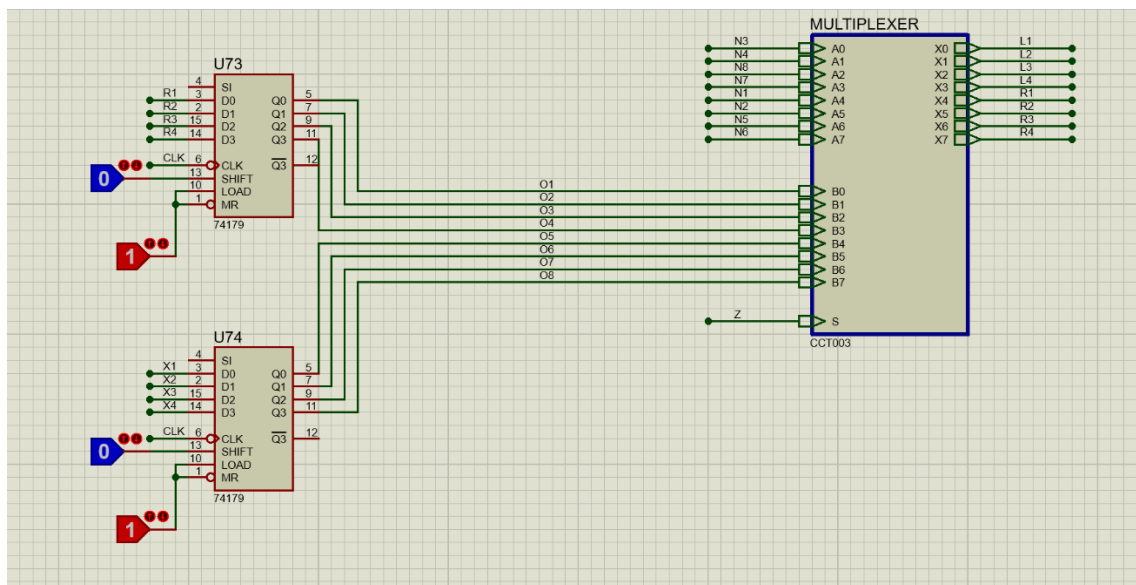 MULTIPLEXER
N3 A0 X0 L1
N4 A1 X1 L2
N8 A2 X2 L3
N7 A3 X3 L4
N1 A4 X4 R1
N2 A5 X5 R2
N5 A6 X6 R3
N6 A7 X7 R4
O1 B0
O2 B1
O3 B2
O4 B3
O5 B4
O6 B5
O7 B6
O8 B7
Z S
CCT003
U73
4 SI
R1 3 D0 Q0 5
R2 2 D1 Q1 7
R3 15 D2 Q2 9
R4 14 D3 Q3 11
CLK 6 CLK Q3 12
0 13 SHIFT
10 LOAD
1 MR
74179
1
U74
4 SI
X1 3 D0 Q0 5
X2 2 D1 Q1 7
X3 15 D2 Q2 9
X4 14 D3 Q3 11
CLK 6 CLK Q3 12
0 13 SHIFT
10 LOAD
1 MR
74179
1